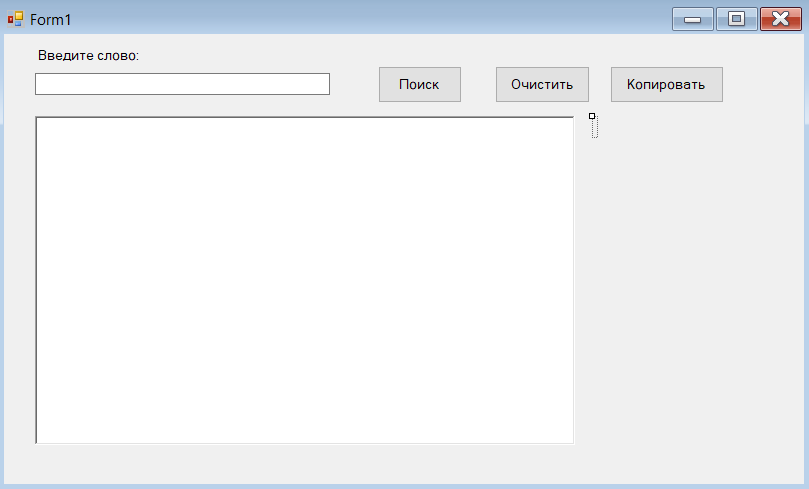 Form1
Введите слово:
Поиск
Очистить
Копировать